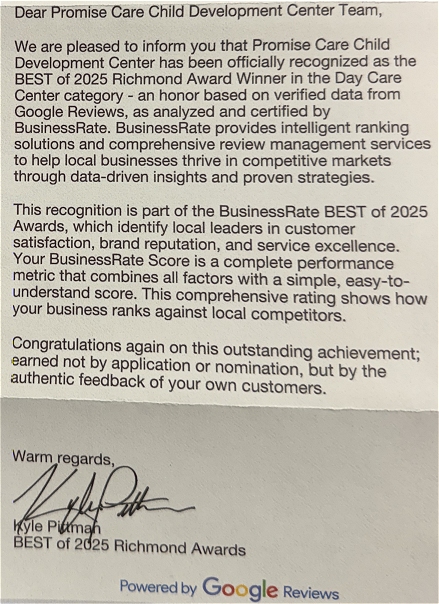 Dear Promise Care Child Development Center Team,
We are pleased to inform you that Promise Care Child
Development Center has been officially recognized as the
BEST of 2025 Richmond Award Winner in the Day Care
Center category - an honor based on verified data from
Google Reviews, as analyzed and certified by
BusinessRate. BusinessRate provides intelligent ranking
solutions and comprehensive review management services
to help local businesses thrive in competitive markets
through data-driven insights and proven strategies.
This recognition is part of the BusinessRate BEST of 2025
Awards, which identify local leaders in customer
satisfaction, brand reputation, and service excellence.
Your BusinessRate Score is a complete performance
metric that combines all factors with a simple, easy-to-
understand score. This comprehensive rating shows how
your business ranks against local competitors.
Congratulations again on this outstanding achievement;
earned not by application or nomination, but by the
authentic feedback of your own customers.
Warm regards,
Kyle Pittman
Kyle Pittman
BEST of 2025 Richmond Awards
Powered by Google Reviews